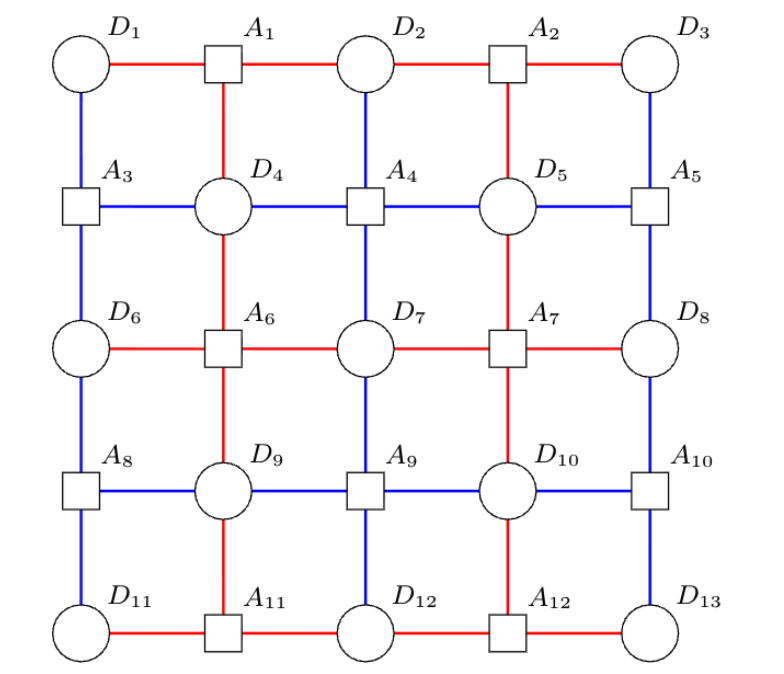 D₁ A₁ D₂ A₂ D₃
A₃ D₄ A₄ D₅ A₅
D₆ A₆ D₇ A₇ D₈
A₈ D₉ A₉ D₁₀ A₁₀
D₁₁ A₁₁ D₁₂ A₁₂ D₁₃